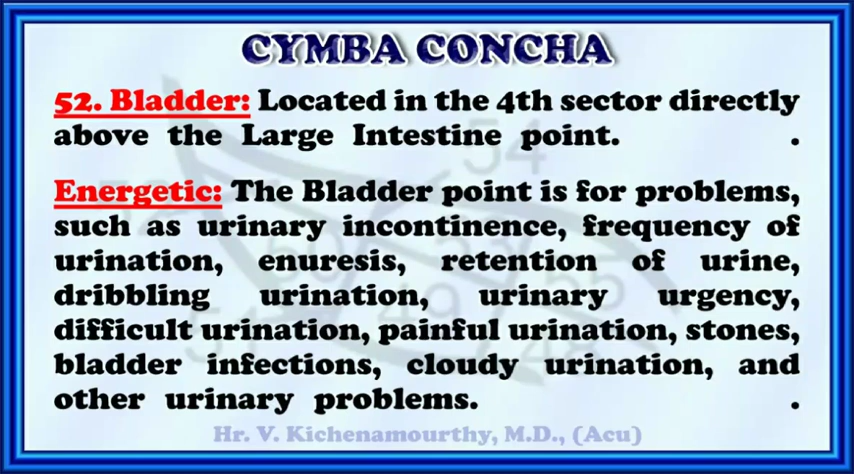 CYMBA CONCHA
52. Bladder: Located in the 4th sector directly
above the Large Intestine point. .
Energetic: The Bladder point is for problems,
such as urinary incontinence, frequency of
urination, enuresis, retention of urine,
dribbling urination, urinary urgency,
difficult urination, painful urination, stones,
bladder infections, cloudy urination, and
other urinary problems. .
Hr. V. Kichenamourthy, M.D., (Acu)